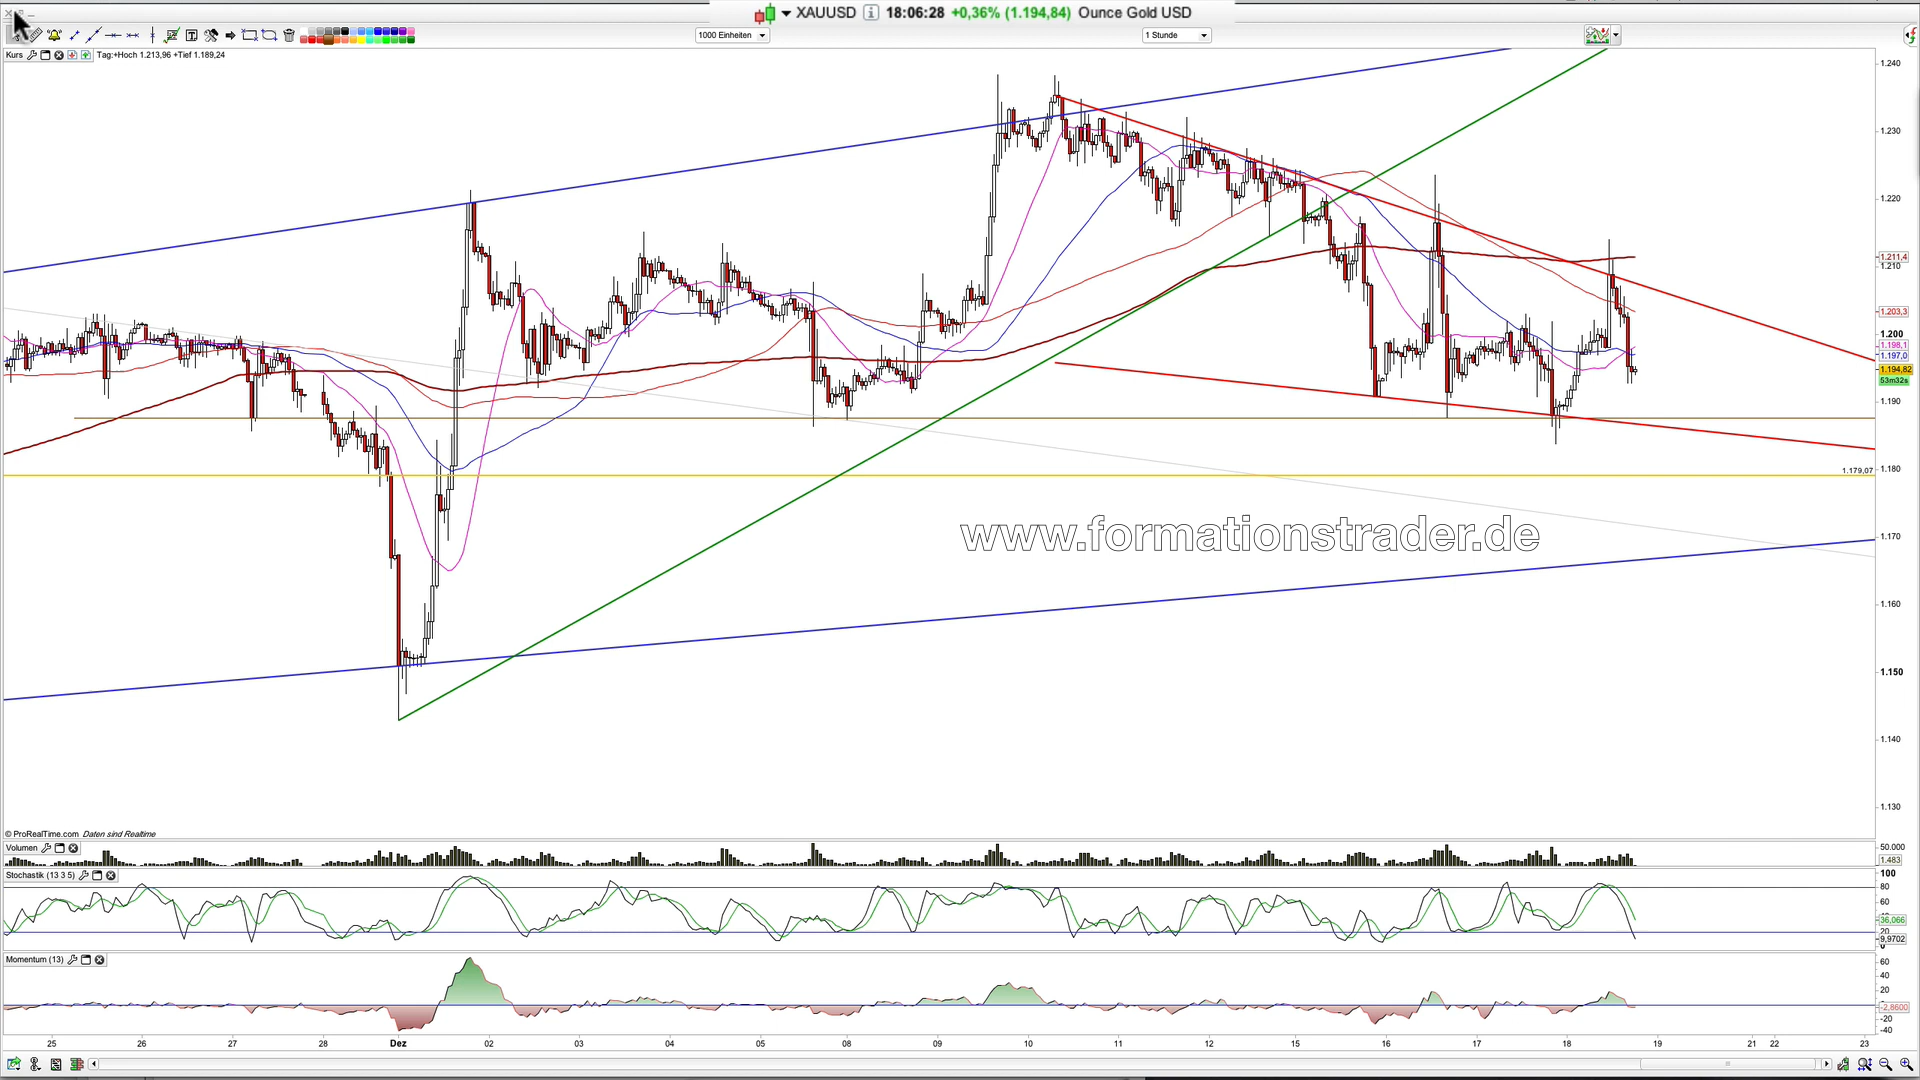 XAUUSD 18:06:28 +0,36% (1.194,84) Ounce Gold USD
1000 Einheiten
1 Stunde
Kurs Tag:+Hoch 1.213,96 +Tief 1.189,24
1.240
1.230
1.220
1.211,4
1.210
1.203,3
1.200
1.198,1
1.197,0
1.194,82
53m32s
1.190
1.180
1.179,07
www.formationstrader.de
1.170
1.160
1.150
1.140
1.130
© ProRealTime.com Daten sind Realtime
Volumen
50.000
1.483
Stochastik (13 3 5)
100
80
60
36,066
20
9,9702
Momentum (13)
60
40
20
-2,8600
-20
-40
25 26 27 28 Dez 02 03 04 05 08 09 10 11 12 15 16 17 18 19 21 22 23